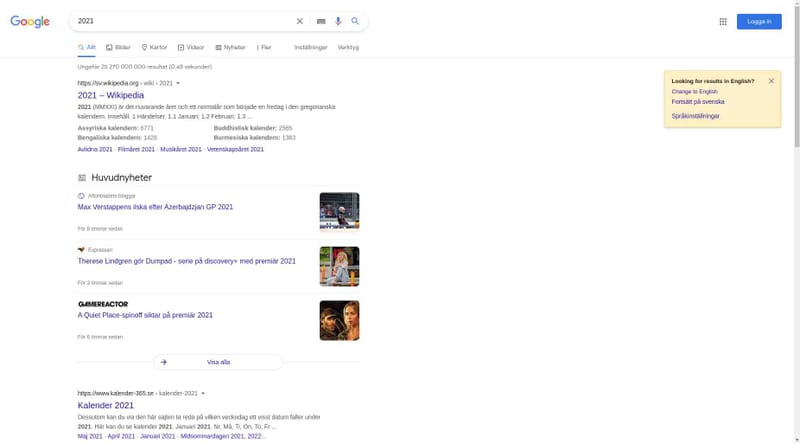 Google
2021
Logga in
Allt
Bilder
Kartor
Videor
Nyheter
Fler
Inställningar
Verktyg
Ungefär 25 270 000 000 resultat (0,48 sekunder)
https://sv.wikipedia.org › wiki › 2021
2021 – Wikipedia
2021 (MMXXI) är det nuvarande året och ett normalår som började en fredag i den gregorianska
kalendern. Innehåll. 1 Händelser. 1.1 Januari; 1.2 Februari; 1.3 ...
Assyriska kalendern: 6771
Buddhistisk kalender: 2565
Bengaliska kalendern: 1428
Burmesiska kalendern: 1383
Avlidna 2021 · Filmåret 2021 · Musikåret 2021 · Vetenskapsåret 2021
Looking for results in English?
Change to English
Fortsätt på svenska
Språkinställningar
Huvudnyheter
Aftonbladets bloggar
Max Verstappens ilska efter Azerbajdzjan GP 2021
För 8 timmar sedan
Expressen
Therese Lindgren gör Dumpad - serie på discovery+ med premiär 2021
För 3 timmar sedan
GAMEREACTOR
A Quiet Place-spinoff siktar på premiär 2021
För 6 timmar sedan
Visa alla
https://www.kalender-365.se › kalender-2021
Kalender 2021
Dessutom kan du via den här sajten ta reda på vilken veckodag ett visst datum faller under
2021. Här kan du se kalender 2021. Januari 2021. Nr, Må, Ti, On, To, Fr ...
Maj 2021 · April 2021 · Januari 2021 · Midsommardagen 2021, 2022...